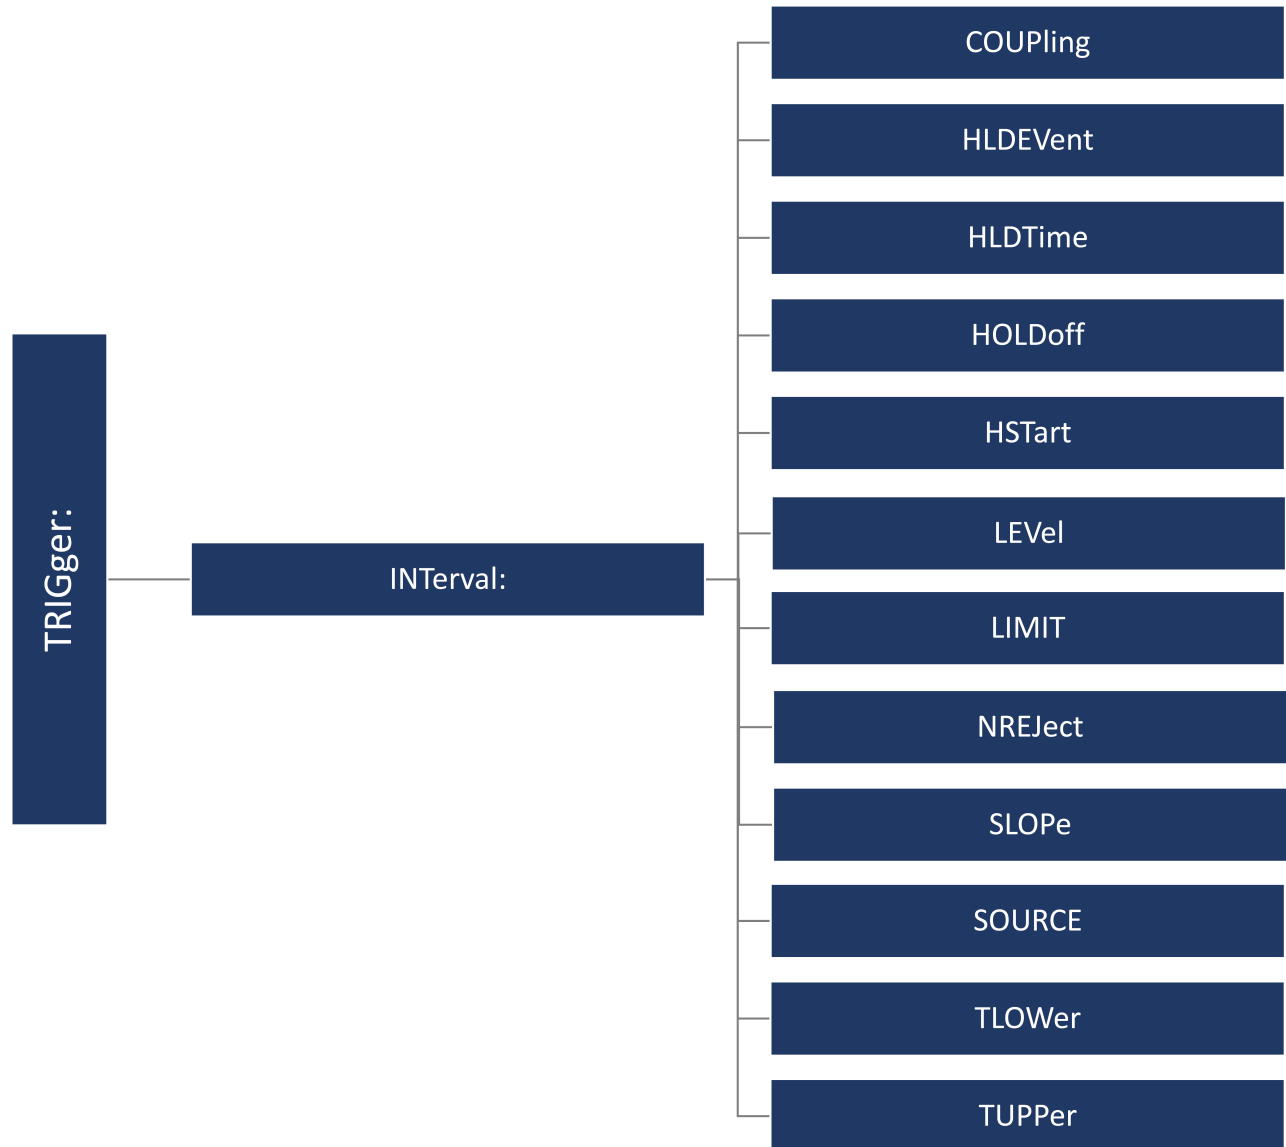 TRIGger:
INTerval:
COUPling
HLDEVent
HLDTime
HOLDoff
HSTart
LEVel
LIMIT
NREJect
SLOPe
SOURCE
TLOWer
TUPPer